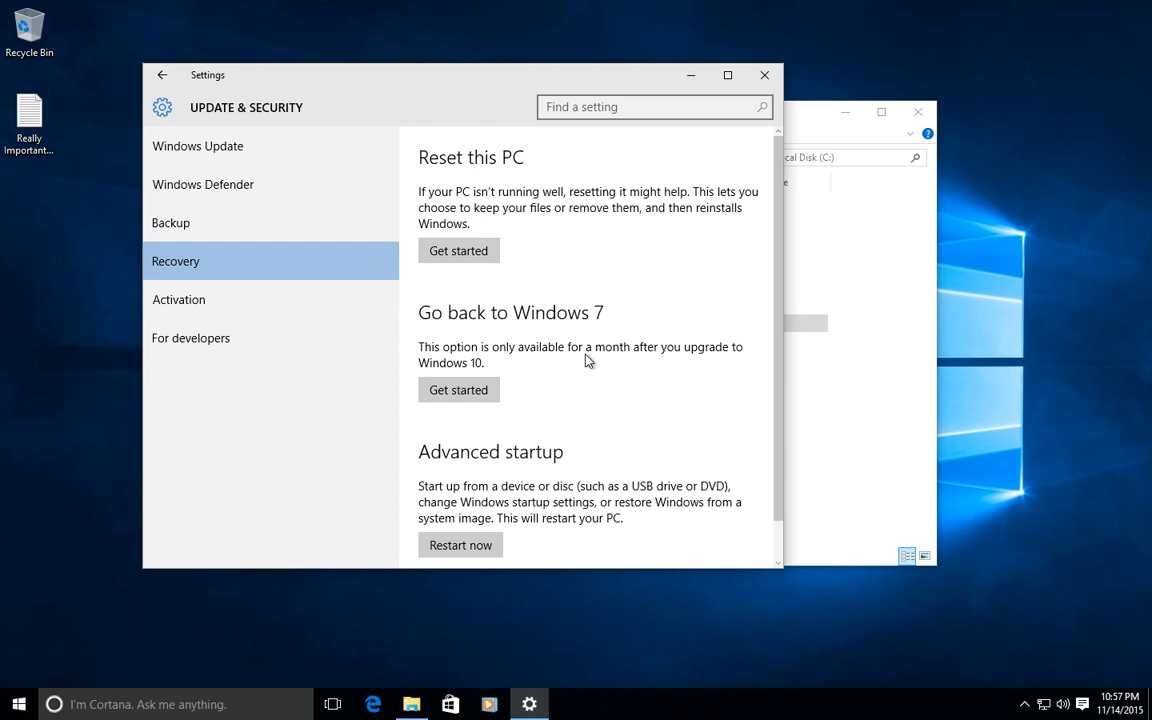 Recycle Bin
Really
Important...
Settings
UPDATE & SECURITY
Find a setting
Windows Update
Windows Defender
Backup
Recovery
Activation
For developers
Reset this PC
If your PC isn't running well, resetting it might help. This lets you
choose to keep your files or remove them, and then reinstalls
Windows.
Get started
Go back to Windows 7
This option is only available for a month after you upgrade to
Windows 10.
Get started
Advanced startup
Start up from a device or disc (such as a USB drive or DVD),
change Windows startup settings, or restore Windows from a
system image. This will restart your PC.
Restart now
cal Disk (C:)
e
I'm Cortana. Ask me anything.
10:57 PM
11/14/2015